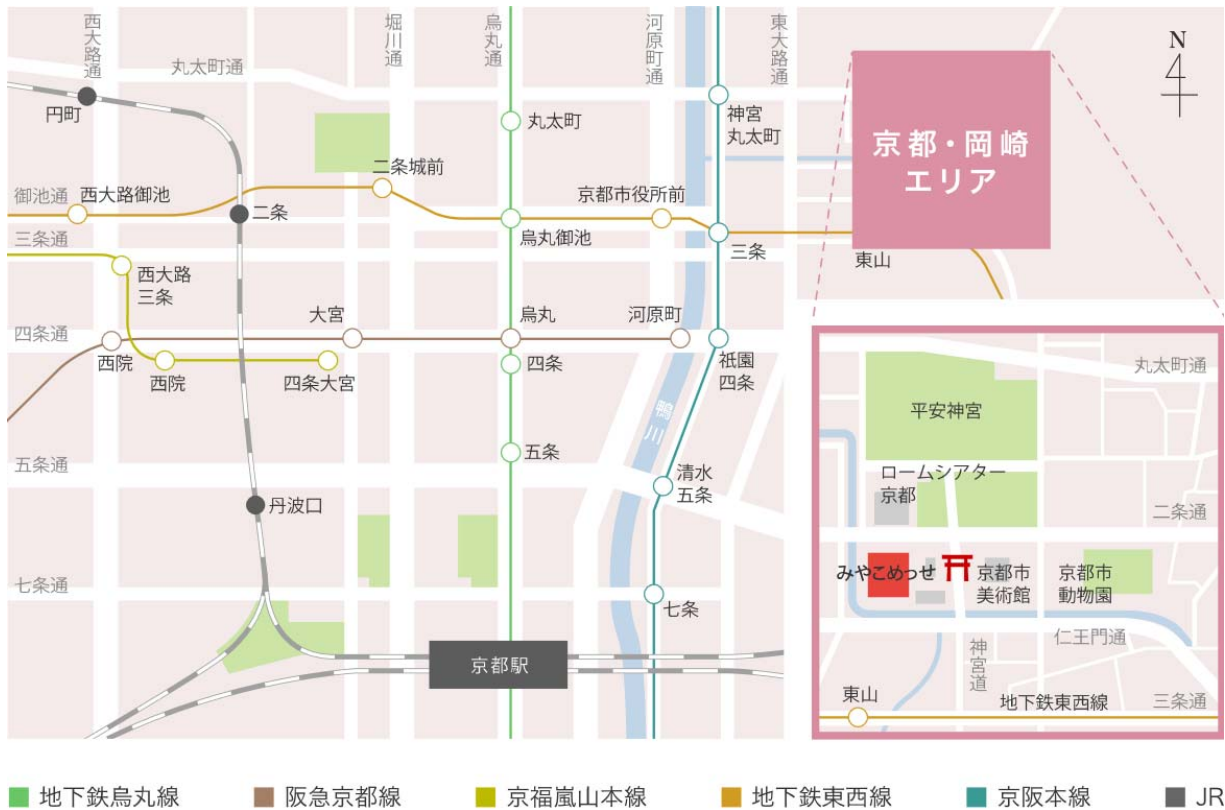 西大路通
堀川通
烏丸通
河原町通
東大路通
N
丸太町通
円町
丸太町
神宮
丸太町
京都・岡崎
エリア
二条城前
御池通
西大路御池
京都市役所前
二条
烏丸御池
三条通
三条
東山
西大路
三条
大宮
烏丸
河原町
四条通
西院
西院
四条大宮
四条
祇園
四条
鴨川
五条通
五条
清水
五条
丹波口
七条通
七条
京都駅
丸太町通
平安神宮
ロームシアター
京都
二条通
みやこめっせ
京都市
美術館
京都市
動物園
仁王門通
神宮道
東山
地下鉄東西線
三条通
地下鉄烏丸線
阪急京都線
京福嵐山本線
地下鉄東西線
京阪本線
JR